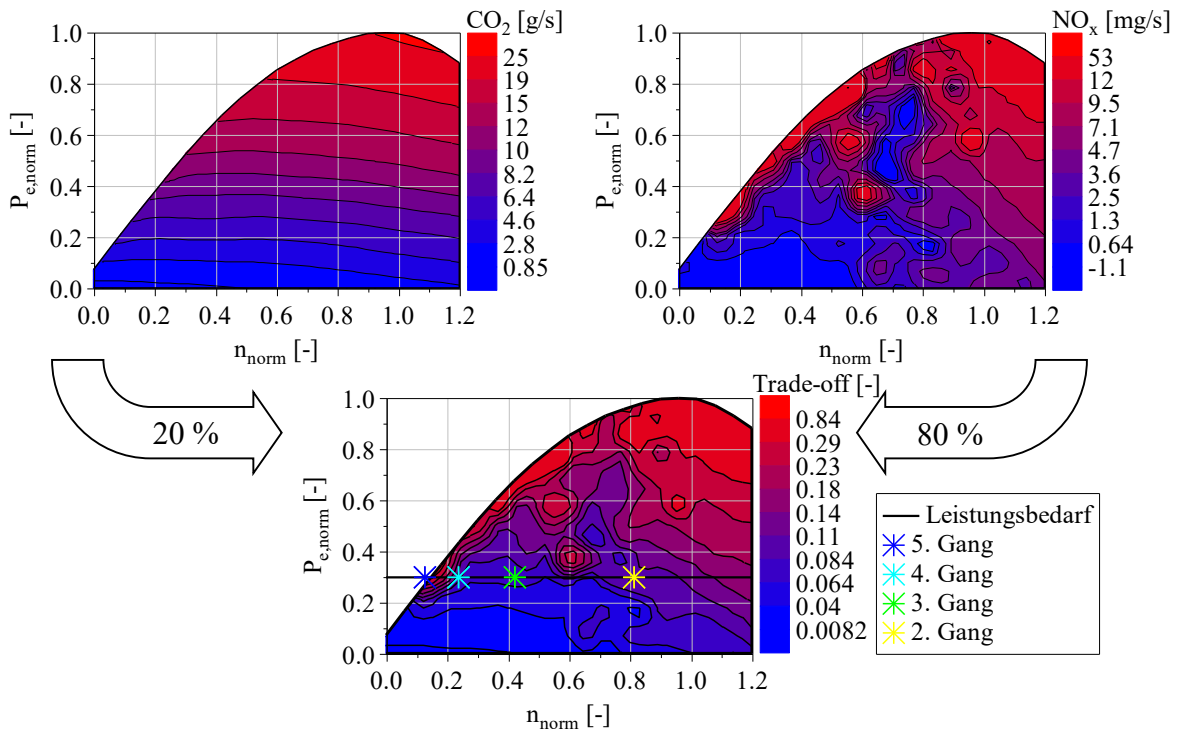 CO2 [g/s]
25
19
15
12
10
8.2
6.4
4.6
2.8
0.85
Pe,norm [-]
1.0
0.8
0.6
0.4
0.2
0.0
0.0 0.2 0.4 0.6 0.8 1.0 1.2
nnorm [-]
NOx [mg/s]
53
12
9.5
7.1
4.7
3.6
2.5
1.3
0.64
-1.1
Pe,norm [-]
1.0
0.8
0.6
0.4
0.2
0.0
0.0 0.2 0.4 0.6 0.8 1.0 1.2
nnorm [-]
20 %
80 %
Trade-off [-]
0.84
0.29
0.23
0.18
0.14
0.11
0.084
0.064
0.04
0.0082
Pe,norm [-]
1.0
0.8
0.6
0.4
0.2
0.0
0.0 0.2 0.4 0.6 0.8 1.0 1.2
nnorm [-]
Leistungsbedarf
5. Gang
4. Gang
3. Gang
2. Gang